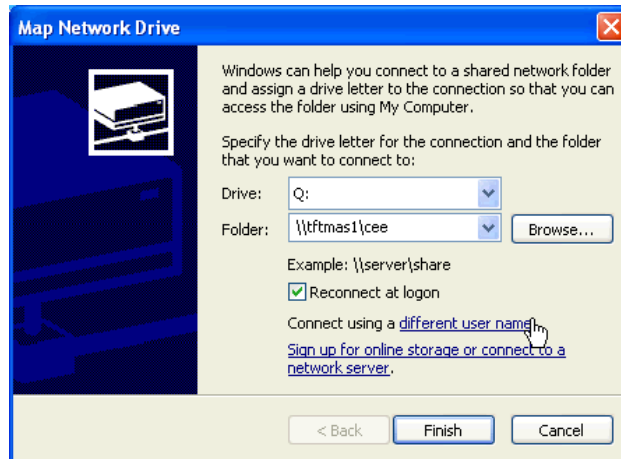 Map Network Drive
Windows can help you connect to a shared network folder
and assign a drive letter to the connection so that you can
access the folder using My Computer.
Specify the drive letter for the connection and the folder
that you want to connect to:
Drive: Q:
Folder: \\tftmas1\cee Browse...
Example: \\server\share
Reconnect at logon
Connect using a different user name
Sign up for online storage or connect to a
network server.
< Back Finish Cancel